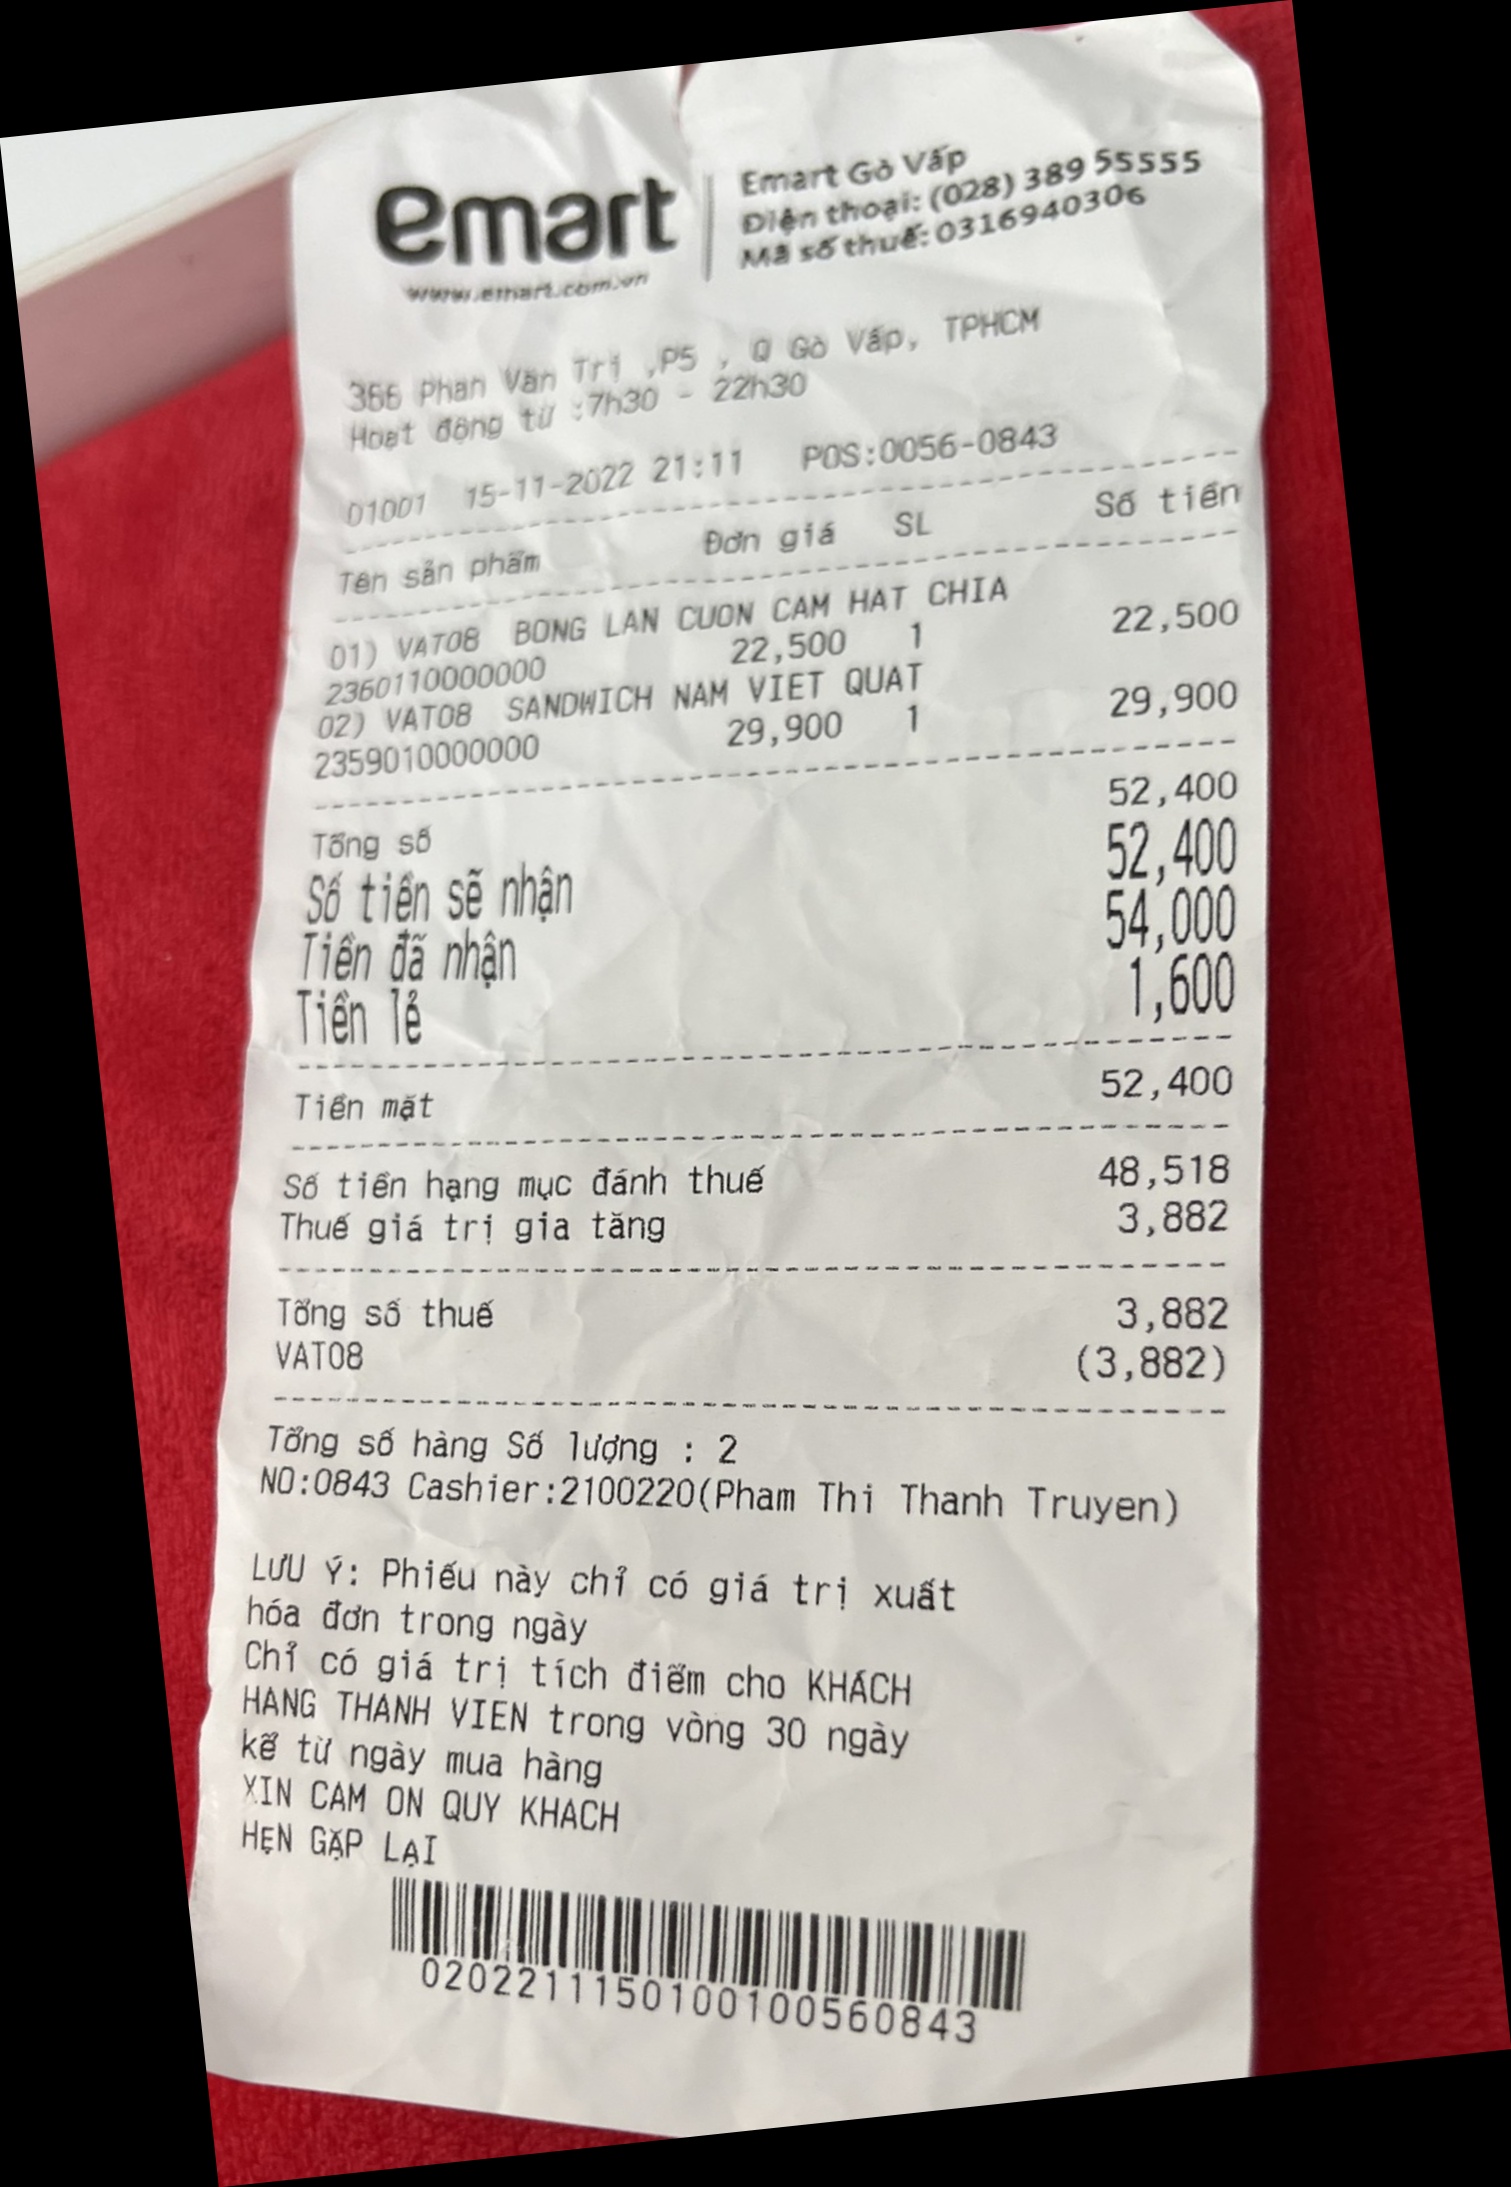 emart
www.emart.com.vn
Emart Gò Vấp
Điện thoại: (028) 389 55555
Mã số thuế: 0316940306
366 Phan Văn Trị ,P5 , Q Gò Vấp, TPHCM
Hoạt động từ :7h30 - 22h30
01001 15-11-2022 21:11 POS:0056-0843
Tên sản phẩm Đơn giá SL Số tiền
01) VAT08 BONG LAN CUON CAM HAT CHIA
2360110000000 22,500 1 22,500
02) VAT08 SANDWICH NAM VIET QUAT
2359010000000 29,900 1 29,900
Tổng số 52,400
Số tiền sẽ nhận 52,400
Tiền đã nhận 54,000
Tiền lẻ 1,600
Tiền mặt 52,400
Số tiền hạng mục đánh thuế 48,518
Thuế giá trị gia tăng 3,882
Tổng số thuế 3,882
VAT08 (3,882)
Tổng số hàng Số lượng : 2
NO:0843 Cashier:2100220(Pham Thi Thanh Truyen)
LƯU Ý: Phiếu này chỉ có giá trị xuất
hóa đơn trong ngày
Chỉ có giá trị tích điểm cho KHÁCH
HANG THANH VIEN trong vòng 30 ngày
kể từ ngày mua hàng
XIN CAM ON QUY KHACH
HẸN GẶP LẠI
0202211150100100560843